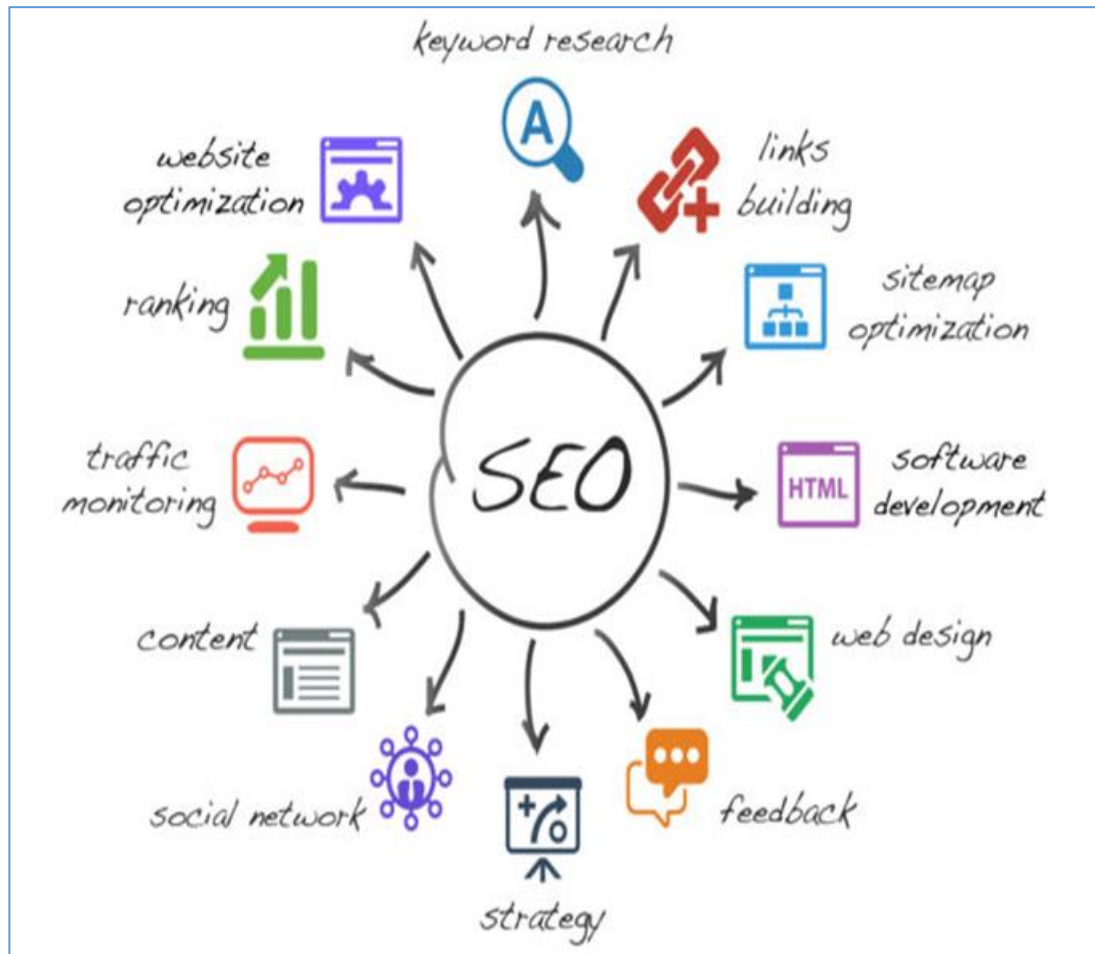 keyword research
A
links
building
sitemap
optimization
HTML
software
development
web design
feedback
strategy
social network
content
traffic
monitoring
ranking
website
optimization
SEO